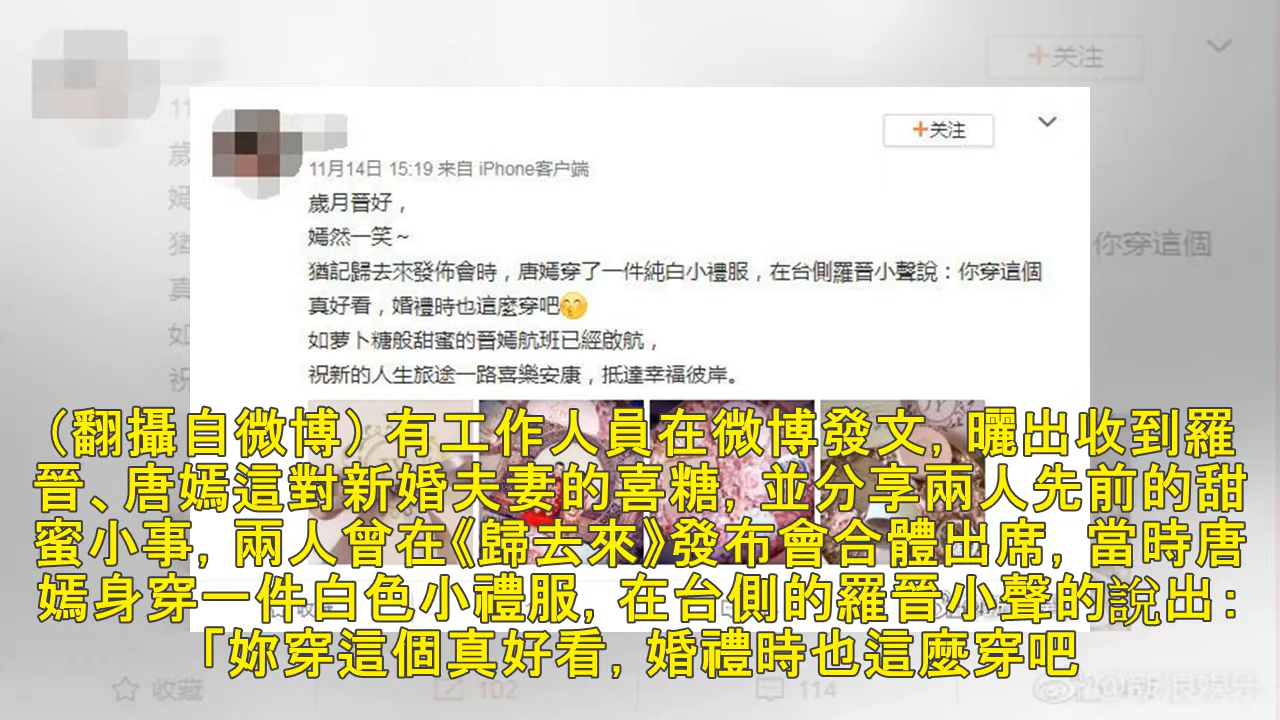 +关注
11月14日 15:19 来自 iPhone客户端
歲月晉好，
嫣然一笑～
猶記歸去來發佈會時，唐嫣穿了一件純白小禮服，在台側羅晉小聲說：你穿這個
真好看，婚禮時也這麼穿吧
如萝卜糖般甜蜜的晉嫣航班已經啟航，
祝新的人生旅途一路喜樂安康，抵達幸福彼岸。
（翻攝自微博）有工作人員在微博發文，曬出收到羅
晉、唐嫣這對新婚夫妻的喜糖，並分享兩人先前的甜
蜜小事，兩人曾在《歸去來》發布會合體出席，當時唐
嫣身穿一件白色小禮服，在台側的羅晉小聲的說出：
「妳穿這個真好看，婚禮時也這麼穿吧
+关注
你穿這個
收藏
102
114